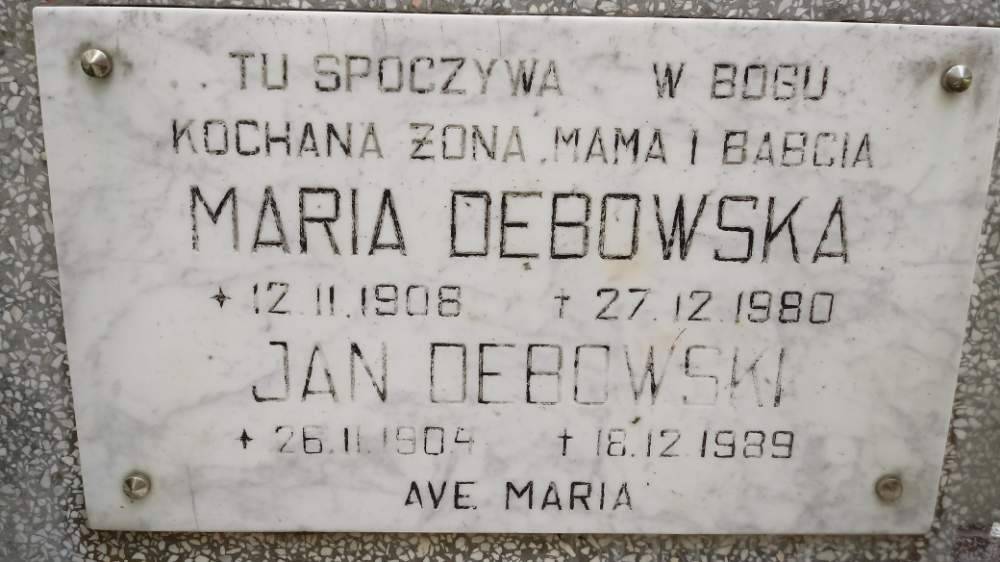 TU SPOCZYWA W BOGU
KOCHANA ŻONA, MAMA I BABCIA
MARIA DĘBOWSKA
✦ 12.11.1908 † 27.12.1980
JAN DĘBOWSKI
✦ 26.11.1904 † 18.12.1989
AVE MARIA